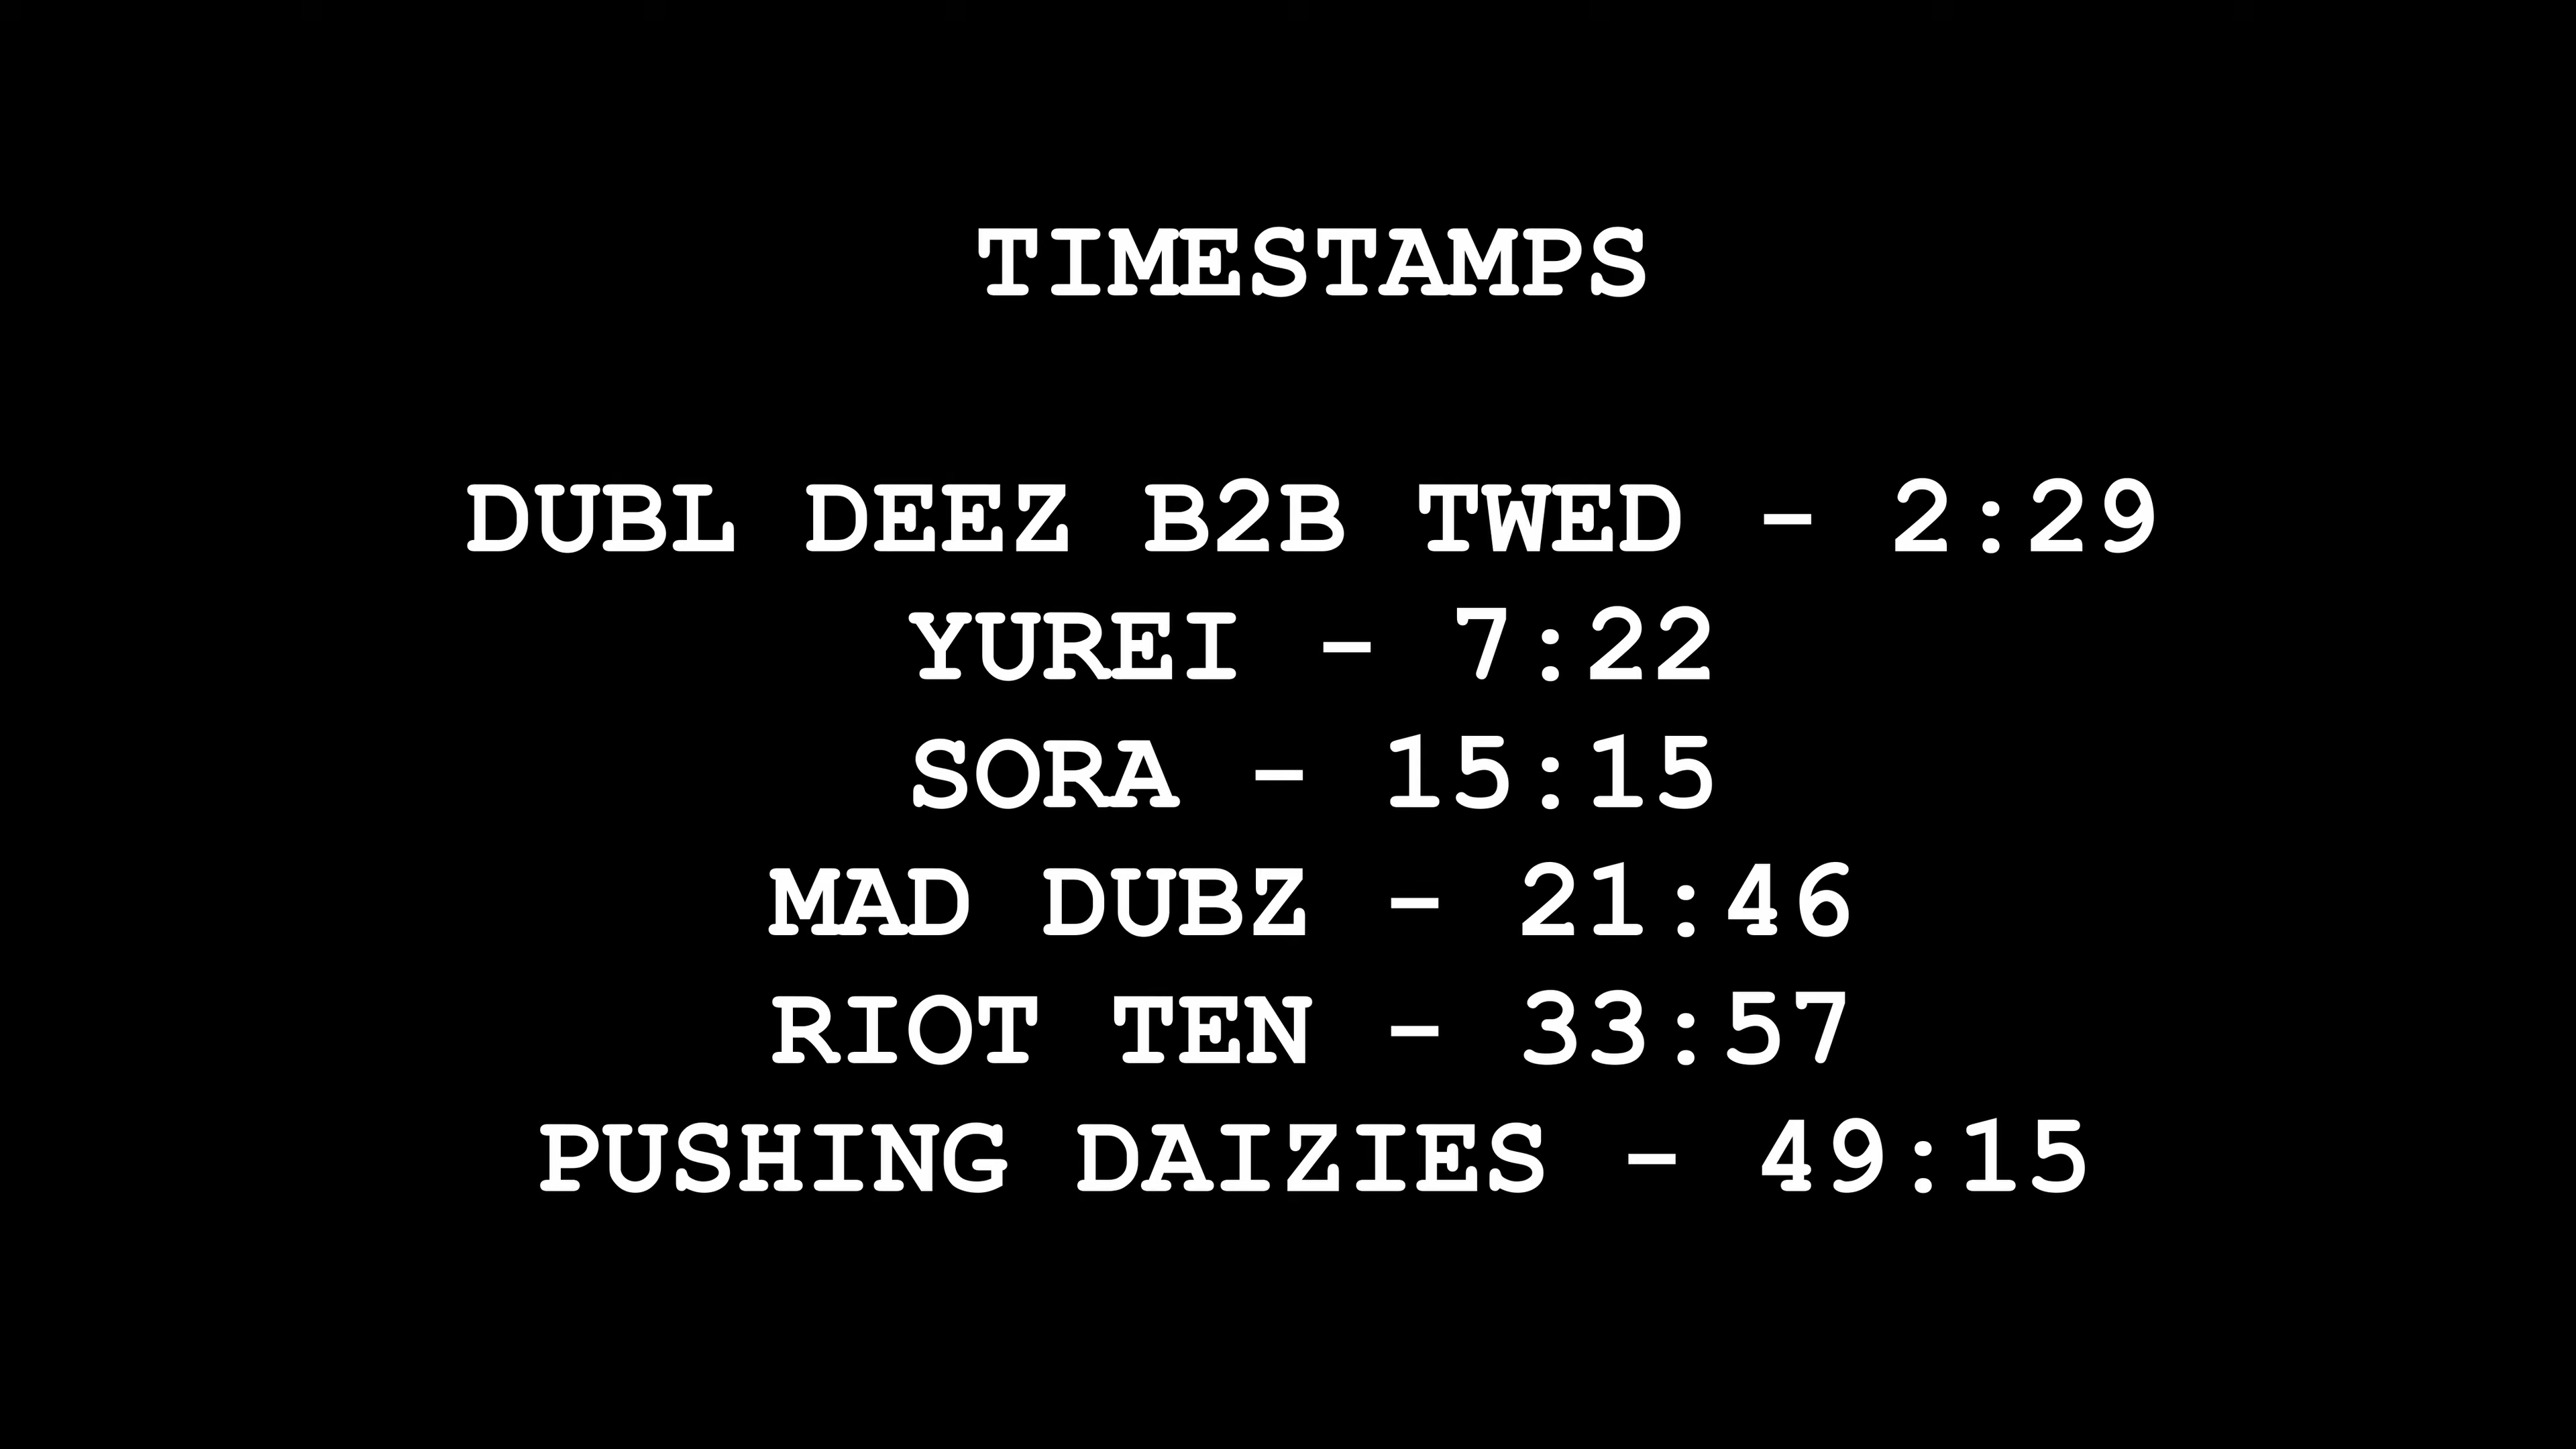 TIMESTAMPS
DUBL DEEZ B2B TWED - 2:29
YUREI - 7:22
SORA - 15:15
MAD DUBZ - 21:46
RIOT TEN - 33:57
PUSHING DAIZIES - 49:15